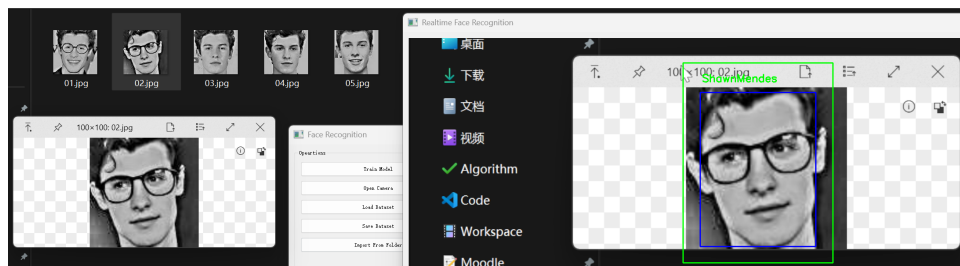 01.jpg
02.jpg
03.jpg
04.jpg
05.jpg
100×100: 02.jpg
Face Recognition
Opeartions
Train Model
Open Camera
Load Dataset
Save Dataset
Import From Folder
Realtime Face Recognition
桌面
下载
文档
视频
Algorithm
Code
Workspace
Moodle
100×100: 02.jpg
ShawnMendes